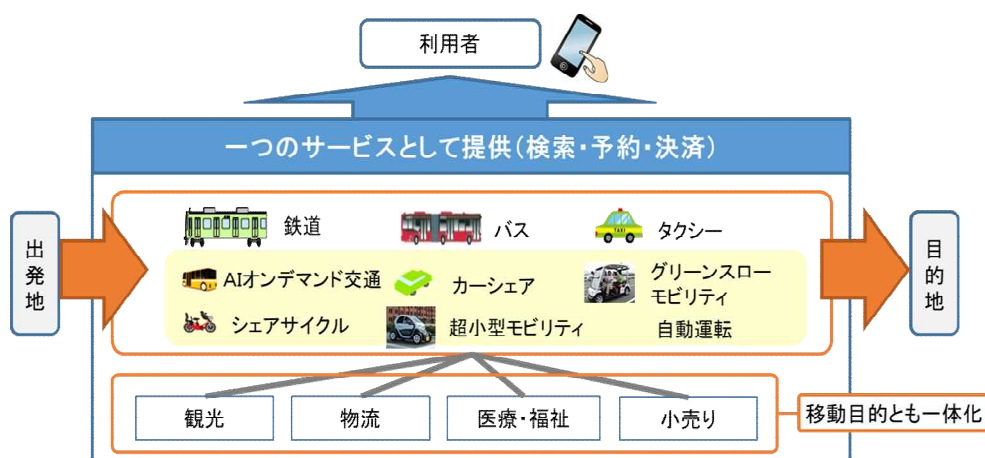 利用者
一つのサービスとして提供(検索・予約・決済)
出発地
鉄道
バス
TAXI
タクシー
AIオンデマンド交通
カーシェア
グリーンスロー
モビリティ
シェアサイクル
超小型モビリティ
自動運転
目的地
観光
物流
医療・福祉
小売り
移動目的とも一体化